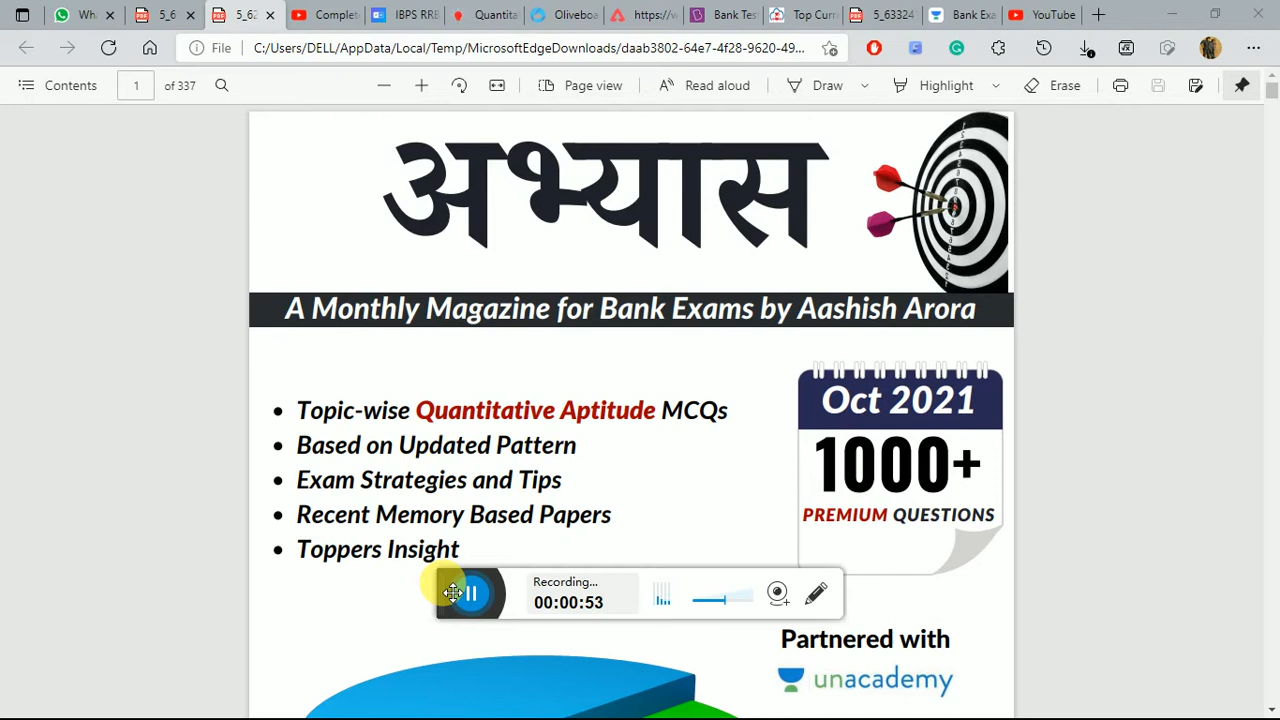 Wha
5_6
5_62
Complet
IBPS RRB
Quantita
Oliveboa
https://w
Bank Tes
Top Curr
5_63324
Bank Exa
YouTube
File
C:/Users/DELL/AppData/Local/Temp/MicrosoftEdgeDownloads/daab3802-64e7-4f28-9620-49...
Contents
1 of 337
Page view
Read aloud
Draw
Highlight
Erase
अभ्यास
A Monthly Magazine for Bank Exams by Aashish Arora
• Topic-wise Quantitative Aptitude MCQs
• Based on Updated Pattern
• Exam Strategies and Tips
• Recent Memory Based Papers
• Toppers Insight
Oct 2021
1000+
PREMIUM QUESTIONS
Recording...
00:00:53
Partnered with
unacademy